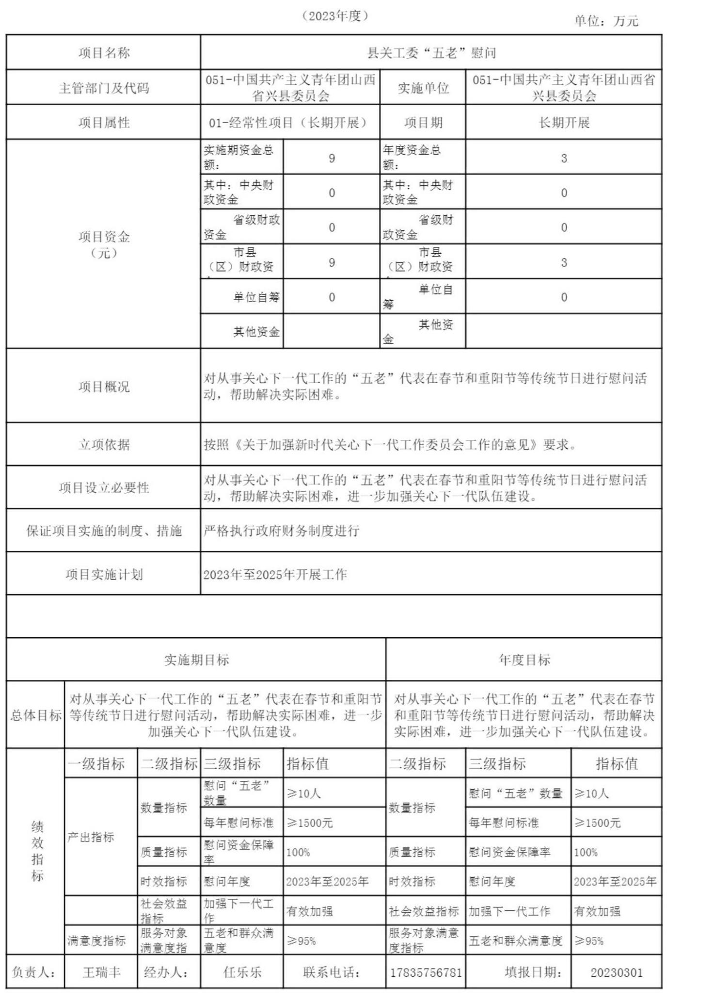 （2023年度）
单位：万元
项目名称
县关工委“五老”慰问
主管部门及代码
051-中国共产主义青年团山西
省兴县委员会
实施单位
051-中国共产主义青年团山西省
兴县委员会
项目属性
01-经常性项目（长期开展）
项目期
长期开展
项目资金
（元）
实施期资金总
额：
9
年度资金总
额：
3
其中：中央财
政资金
0
其中：中央财
政资金
0
省级财政
资金
0
省级财
政资金
0
市县
（区）财政资
9
市县
（区）财政资
3
单位自筹
0
单位自
筹
0
其他资金
其他资
金
项目概况
对从事关心下一代工作的“五老”代表在春节和重阳节等传统节日进行慰问活
动，帮助解决实际困难。
立项依据
按照《关于加强新时代关心下一代工作委员会工作的意见》要求。
项目设立必要性
对从事关心下一代工作的“五老”代表在春节和重阳节等传统节日进行慰问活
动，帮助解决实际困难，进一步加强关心下一代队伍建设。
保证项目实施的制度、措施
严格执行政府财务制度进行
项目实施计划
2023年至2025年开展工作
实施期目标
年度目标
总体目标
对从事关心下一代工作的“五老”代表在春节和重阳节
等传统节日进行慰问活动，帮助解决实际困难，进一步
加强关心下一代队伍建设。
对从事关心下一代工作的“五老”代表在春节
和重阳节等传统节日进行慰问活动，帮助解决
实际困难，进一步加强关心下一代队伍建设。
绩
效
指
标
一级指标
二级指标
三级指标
指标值
二级指标
三级指标
指标值
产出指标
数量指标
慰问“五老”
数量
≥10人
数量指标
慰问“五老”数量
≥10人
每年慰问标准
≥1500元
每年慰问标准
≥1500元
质量指标
慰问资金保障
率
100%
质量指标
慰问资金保障率
100%
时效指标
慰问年度
2023年至2025年
时效指标
慰问年度
2023年至2025年
社会效益
指标
加强下一代工
作
有效加强
社会效益指标
加强下一代工作
有效加强
满意度指标
服务对象
满意度指
五老和群众满
意度
≥95%
服务对象满意
度指标
五老和群众满意度
≥95%
负责人：
王瑞丰
经办人：
任乐乐
联系电话：
17835756781
填报日期：
20230301